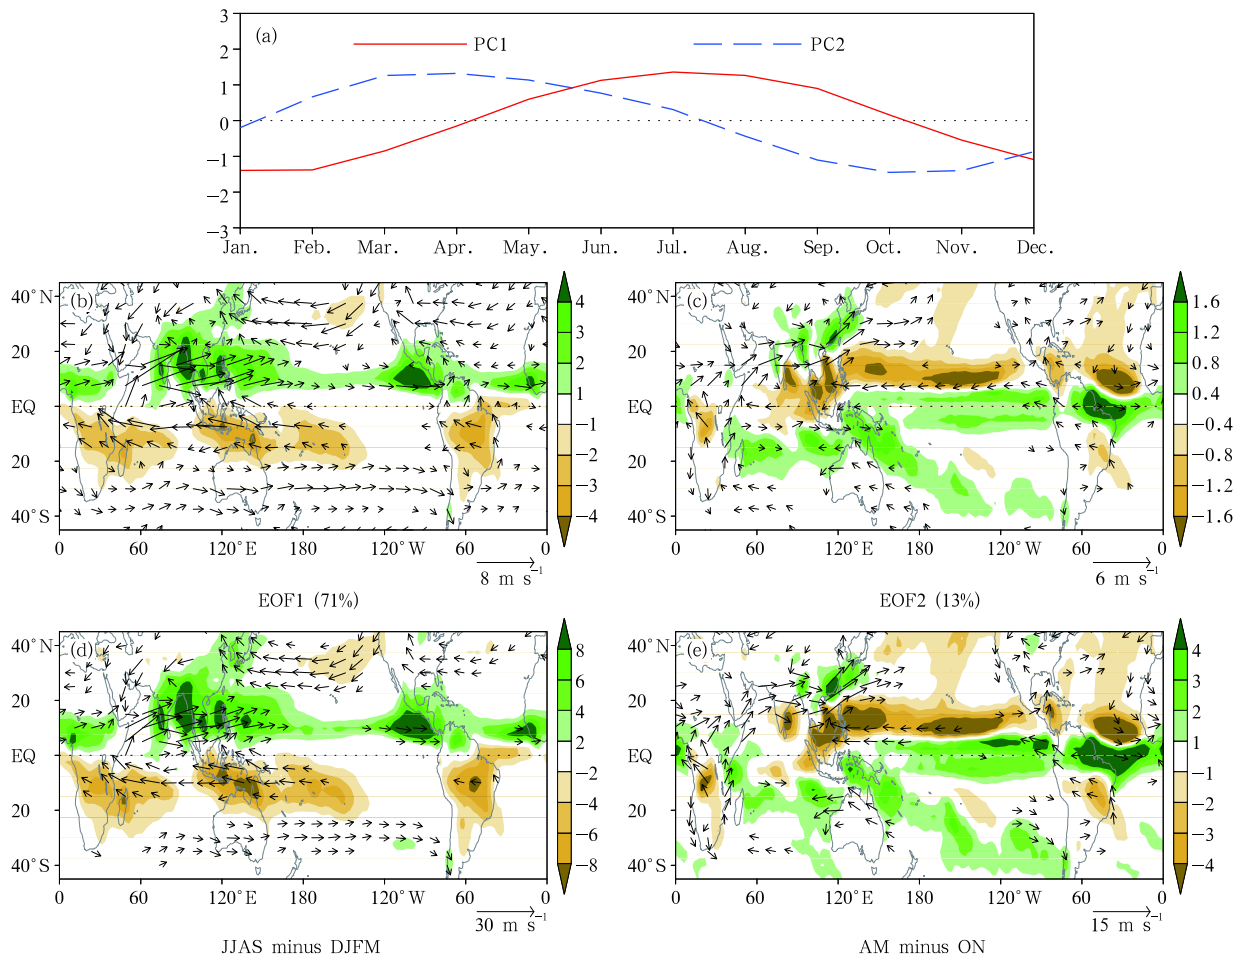 3
2
1
0
−1
−2
−3
(a)
PC1
PC2
Jan. Feb. Mar. Apr. May. Jun. Jul. Aug. Sep. Oct. Nov. Dec.
(b)
40°N
20
EQ
20
40°S
0 60 120°E 180 120°W 60 0
4
3
2
1
−1
−2
−3
−4
8 m s⁻¹
EOF1 (71%)
(c)
40°N
20
EQ
20
40°S
0 60 120°E 180 120°W 60 0
1.6
1.2
0.8
0.4
−0.4
−0.8
−1.2
−1.6
6 m s⁻¹
EOF2 (13%)
(d)
40°N
20
EQ
20
40°S
0 60 120°E 180 120°W 60 0
8
6
4
2
−2
−4
−6
−8
30 m s⁻¹
JJAS minus DJFM
(e)
40°N
20
EQ
20
40°S
0 60 120°E 180 120°W 60 0
4
3
2
1
−1
−2
−3
−4
15 m s⁻¹
AM minus ON